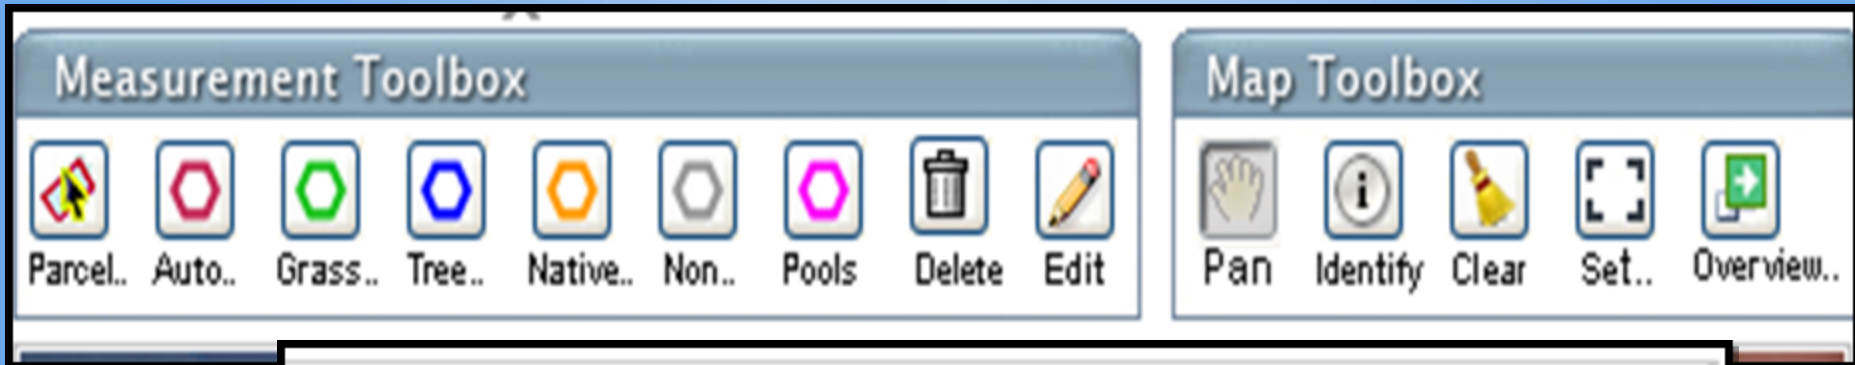 Measurement Toolbox Map Toolbox
Parcel.. Auto.. Grass.. Tree.. Native.. Non.. Pools Delete Edit Pan Identify Clear Set.. Overview..